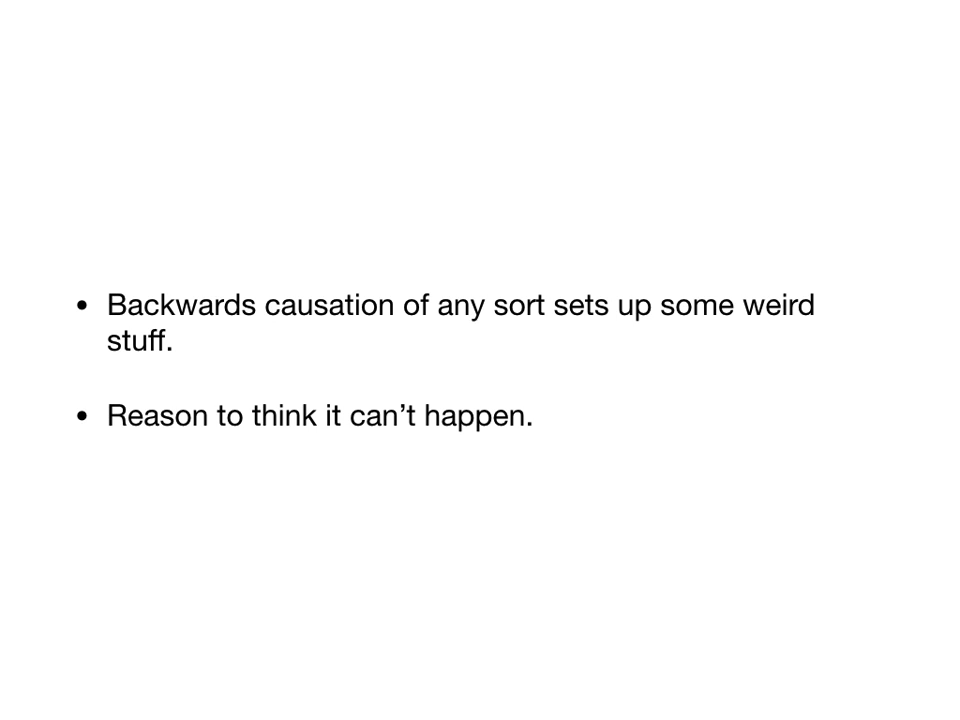 • Backwards causation of any sort sets up some weird
stuff.
• Reason to think it can’t happen.